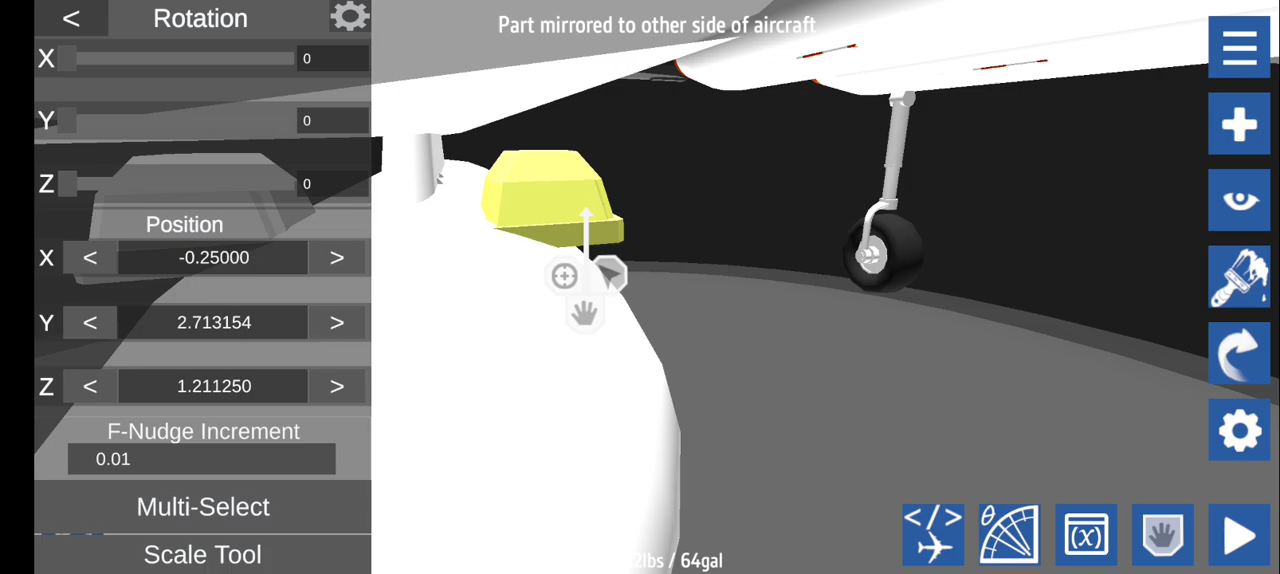 < Rotation
Part mirrored to other side of aircraft
X 0
Y 0
Z 0
Position
X < -0.25000 >
Y < 2.713154 >
Z < 1.211250 >
F-Nudge Increment
0.01
Multi-Select
Scale Tool
2lbs / 64gal
</> θ (x)